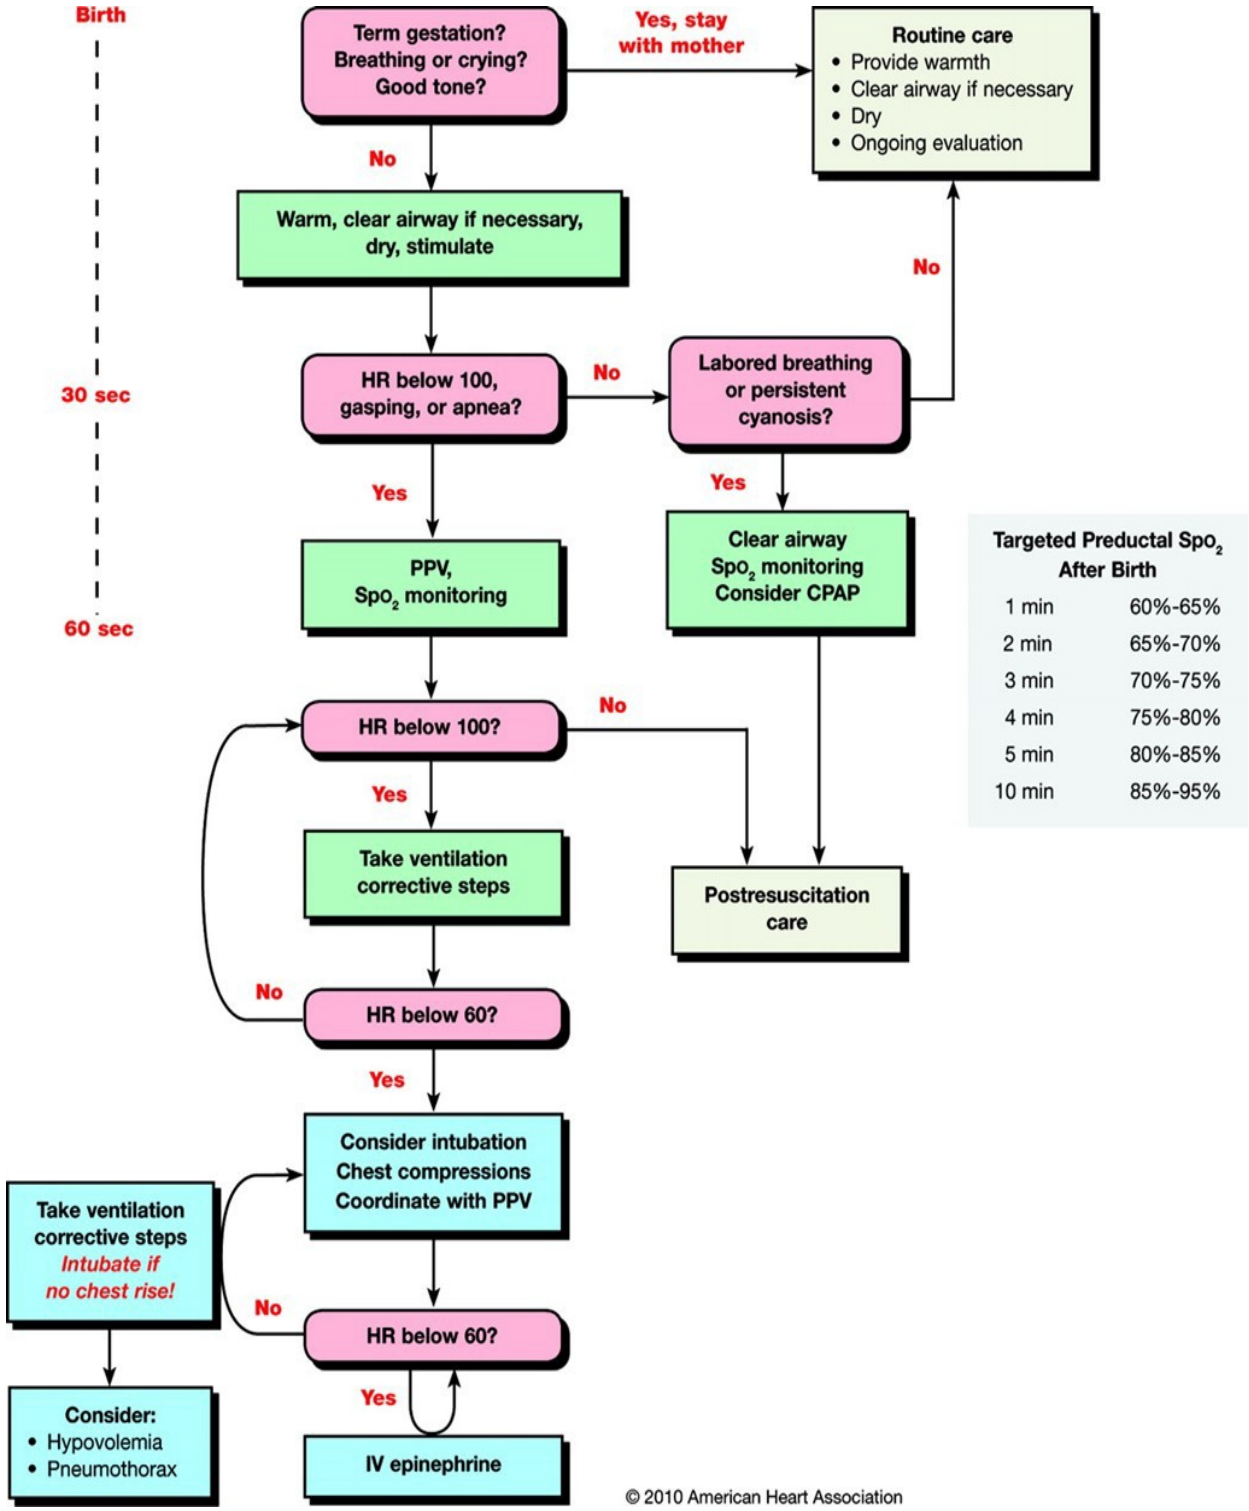 Birth
Term gestation?
Breathing or crying?
Good tone?
Yes, stay
with mother
Routine care
• Provide warmth
• Clear airway if necessary
• Dry
• Ongoing evaluation
No
Warm, clear airway if necessary,
dry, stimulate
No
30 sec
HR below 100,
gasping, or apnea?
No
Labored breathing
or persistent
cyanosis?
Yes
Yes
PPV,
SpO₂ monitoring
Clear airway
SpO₂ monitoring
Consider CPAP
60 sec
Targeted Preductal SpO₂
After Birth
1 min 60%-65%
2 min 65%-70%
3 min 70%-75%
4 min 75%-80%
5 min 80%-85%
10 min 85%-95%
HR below 100?
No
Yes
Take ventilation
corrective steps
Postresuscitation
care
No
HR below 60?
Yes
Consider intubation
Chest compressions
Coordinate with PPV
Take ventilation
corrective steps
Intubate if
no chest rise!
No
HR below 60?
Yes
Consider:
• Hypovolemia
• Pneumothorax
IV epinephrine
© 2010 American Heart Association